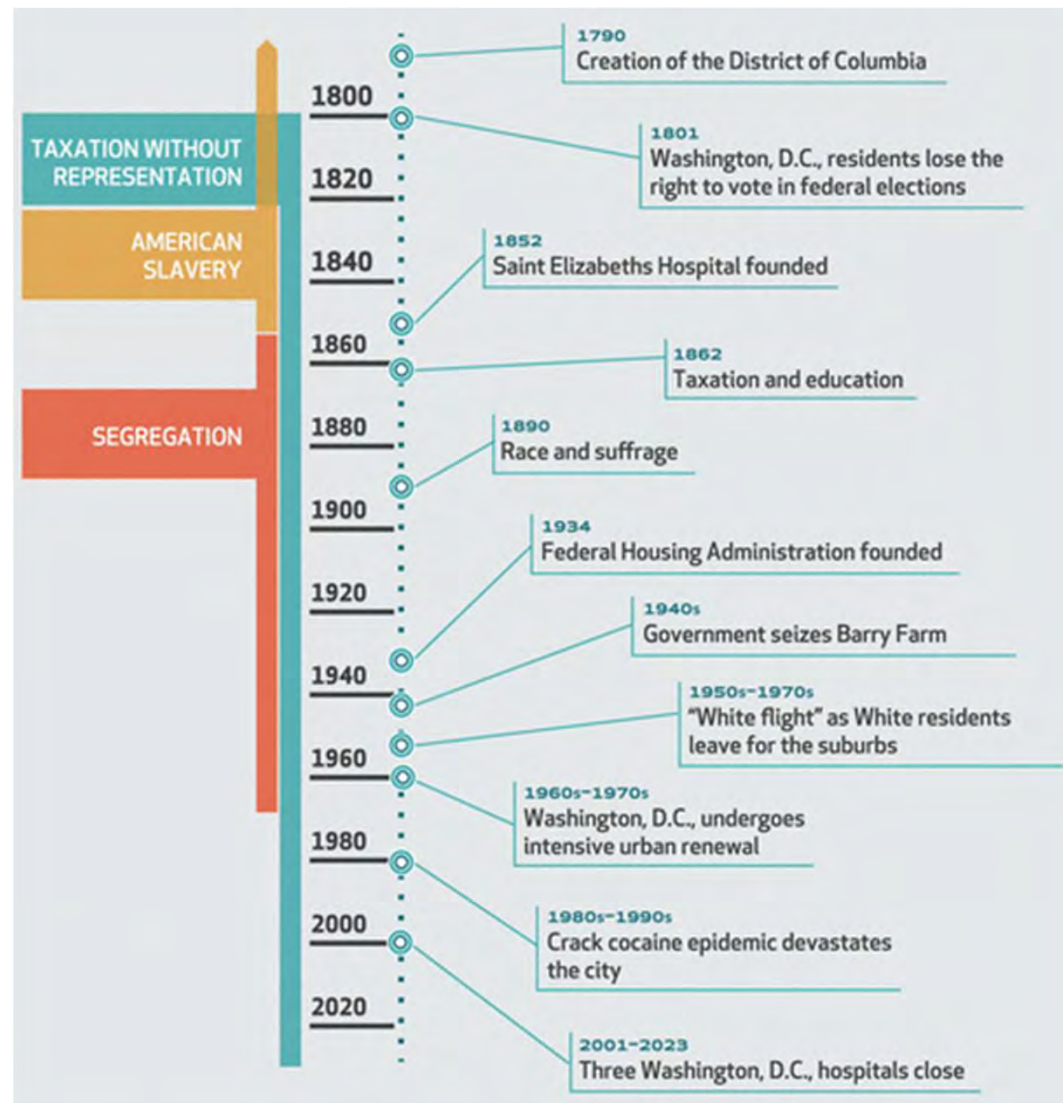 1790
Creation of the District of Columbia
1800
1801
Washington, D.C., residents lose the
right to vote in federal elections
TAXATION WITHOUT
REPRESENTATION
1820
AMERICAN
SLAVERY
1852
Saint Elizabeths Hospital founded
1840
1860
1862
Taxation and education
SEGREGATION
1880
1890
Race and suffrage
1900
1934
Federal Housing Administration founded
1920
1940s
Government seizes Barry Farm
1940
1950s–1970s
“White flight” as White residents
leave for the suburbs
1960
1960s–1970s
Washington, D.C., undergoes
intensive urban renewal
1980
1980s–1990s
Crack cocaine epidemic devastates
the city
2000
2020
2001–2023
Three Washington, D.C., hospitals close